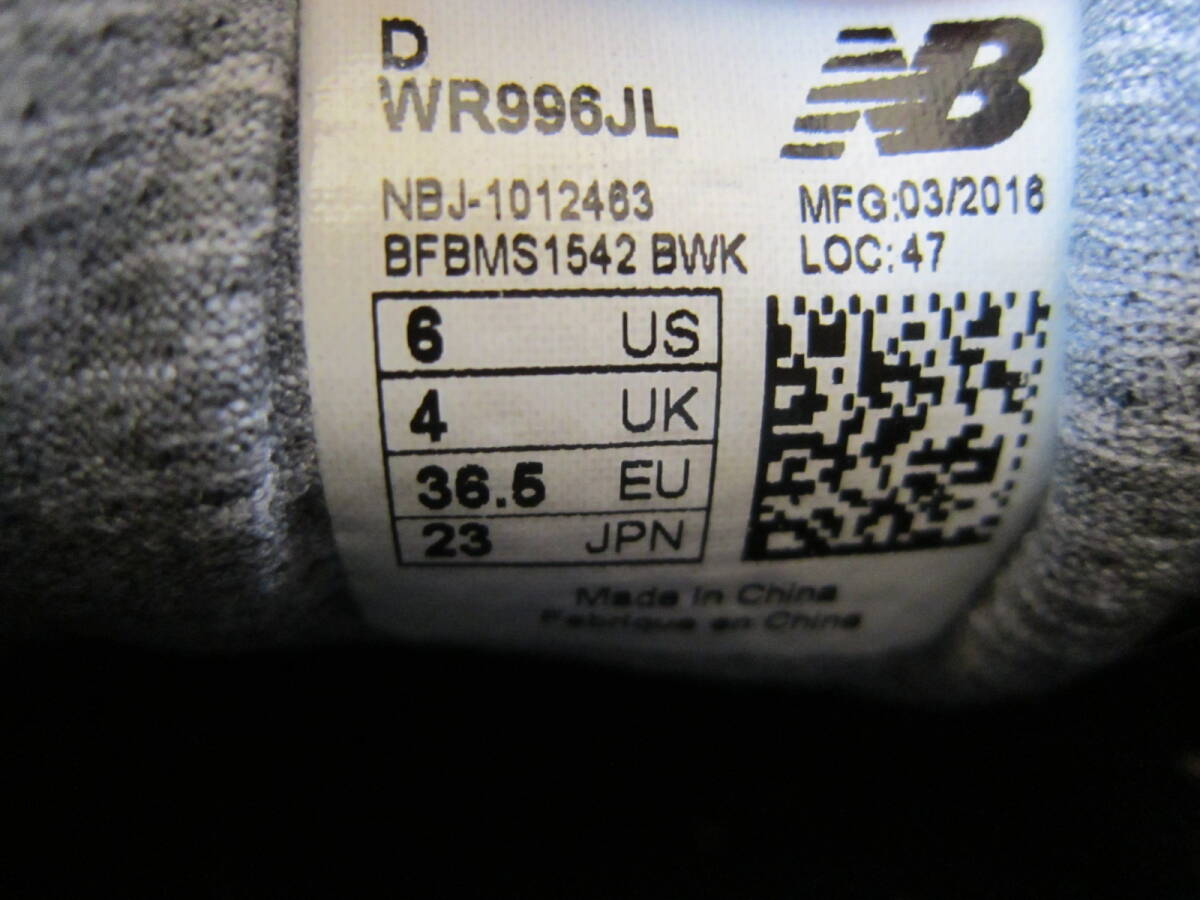 D
WR996JL
NB
NBJ-1012463
MFG:03/2016
BFBMS1542 BWK
LOC:47
6 US
4 UK
36.5 EU
23 JPN
Made in China
Fabrique en Chine